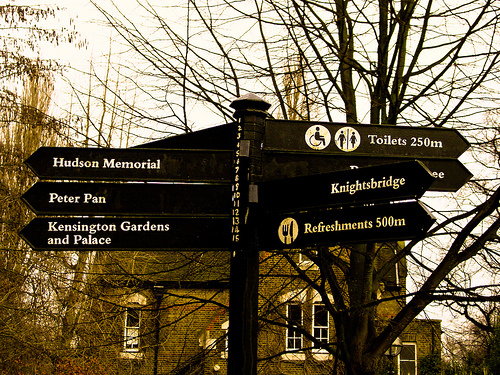 Toilets 250m
Hudson Memorial
Knightsbridge
Peter Pan
Refreshments 500m
Kensington Gardens
and Palace